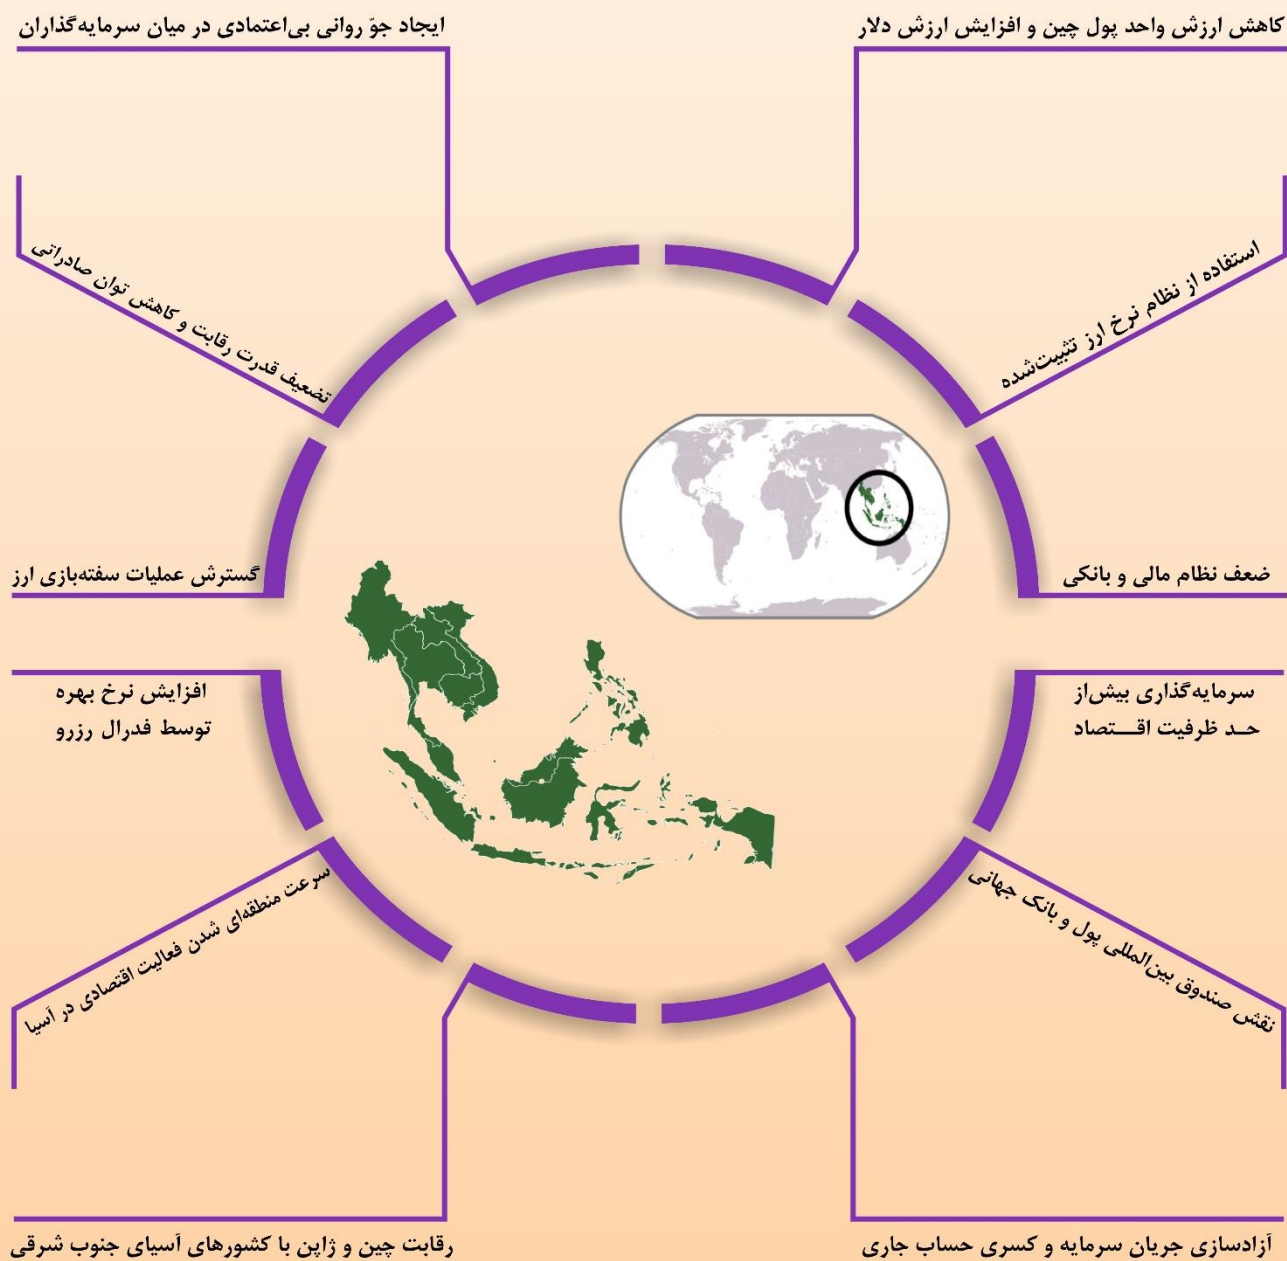 کاهش ارزش واحد پول چین و افزایش ارزش دلار
ایجاد جوّ روانی بی‌اعتمادی در میان سرمایه‌گذاران
استفاده از نظام نرخ ارز تثبیت‌شده
تضعیف قدرت رقابت و کاهش توان صادراتی
ضعف نظام مالی و بانکی
گسترش عملیات سفته‌بازی ارز
سرمایه‌گذاری بیش‌از
حد ظرفیت اقتصاد
افزایش نرخ بهره
توسط فدرال رزرو
نقش صندوق بین‌المللی پول و بانک جهانی
سرعت منطقه‌ای شدن فعالیت اقتصادی در آسیا
آزادسازی جریان سرمایه و کسری حساب جاری
رقابت چین و ژاپن با کشورهای آسیای جنوب شرقی